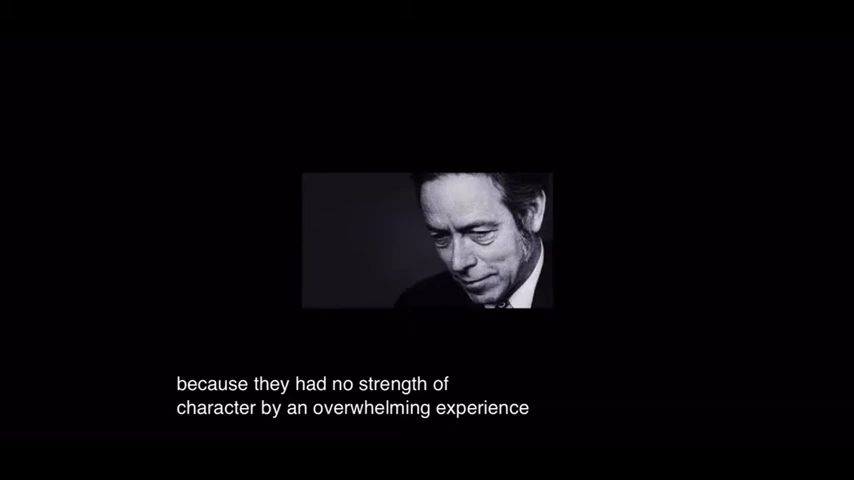 because they had no strength of
character by an overwhelming experience